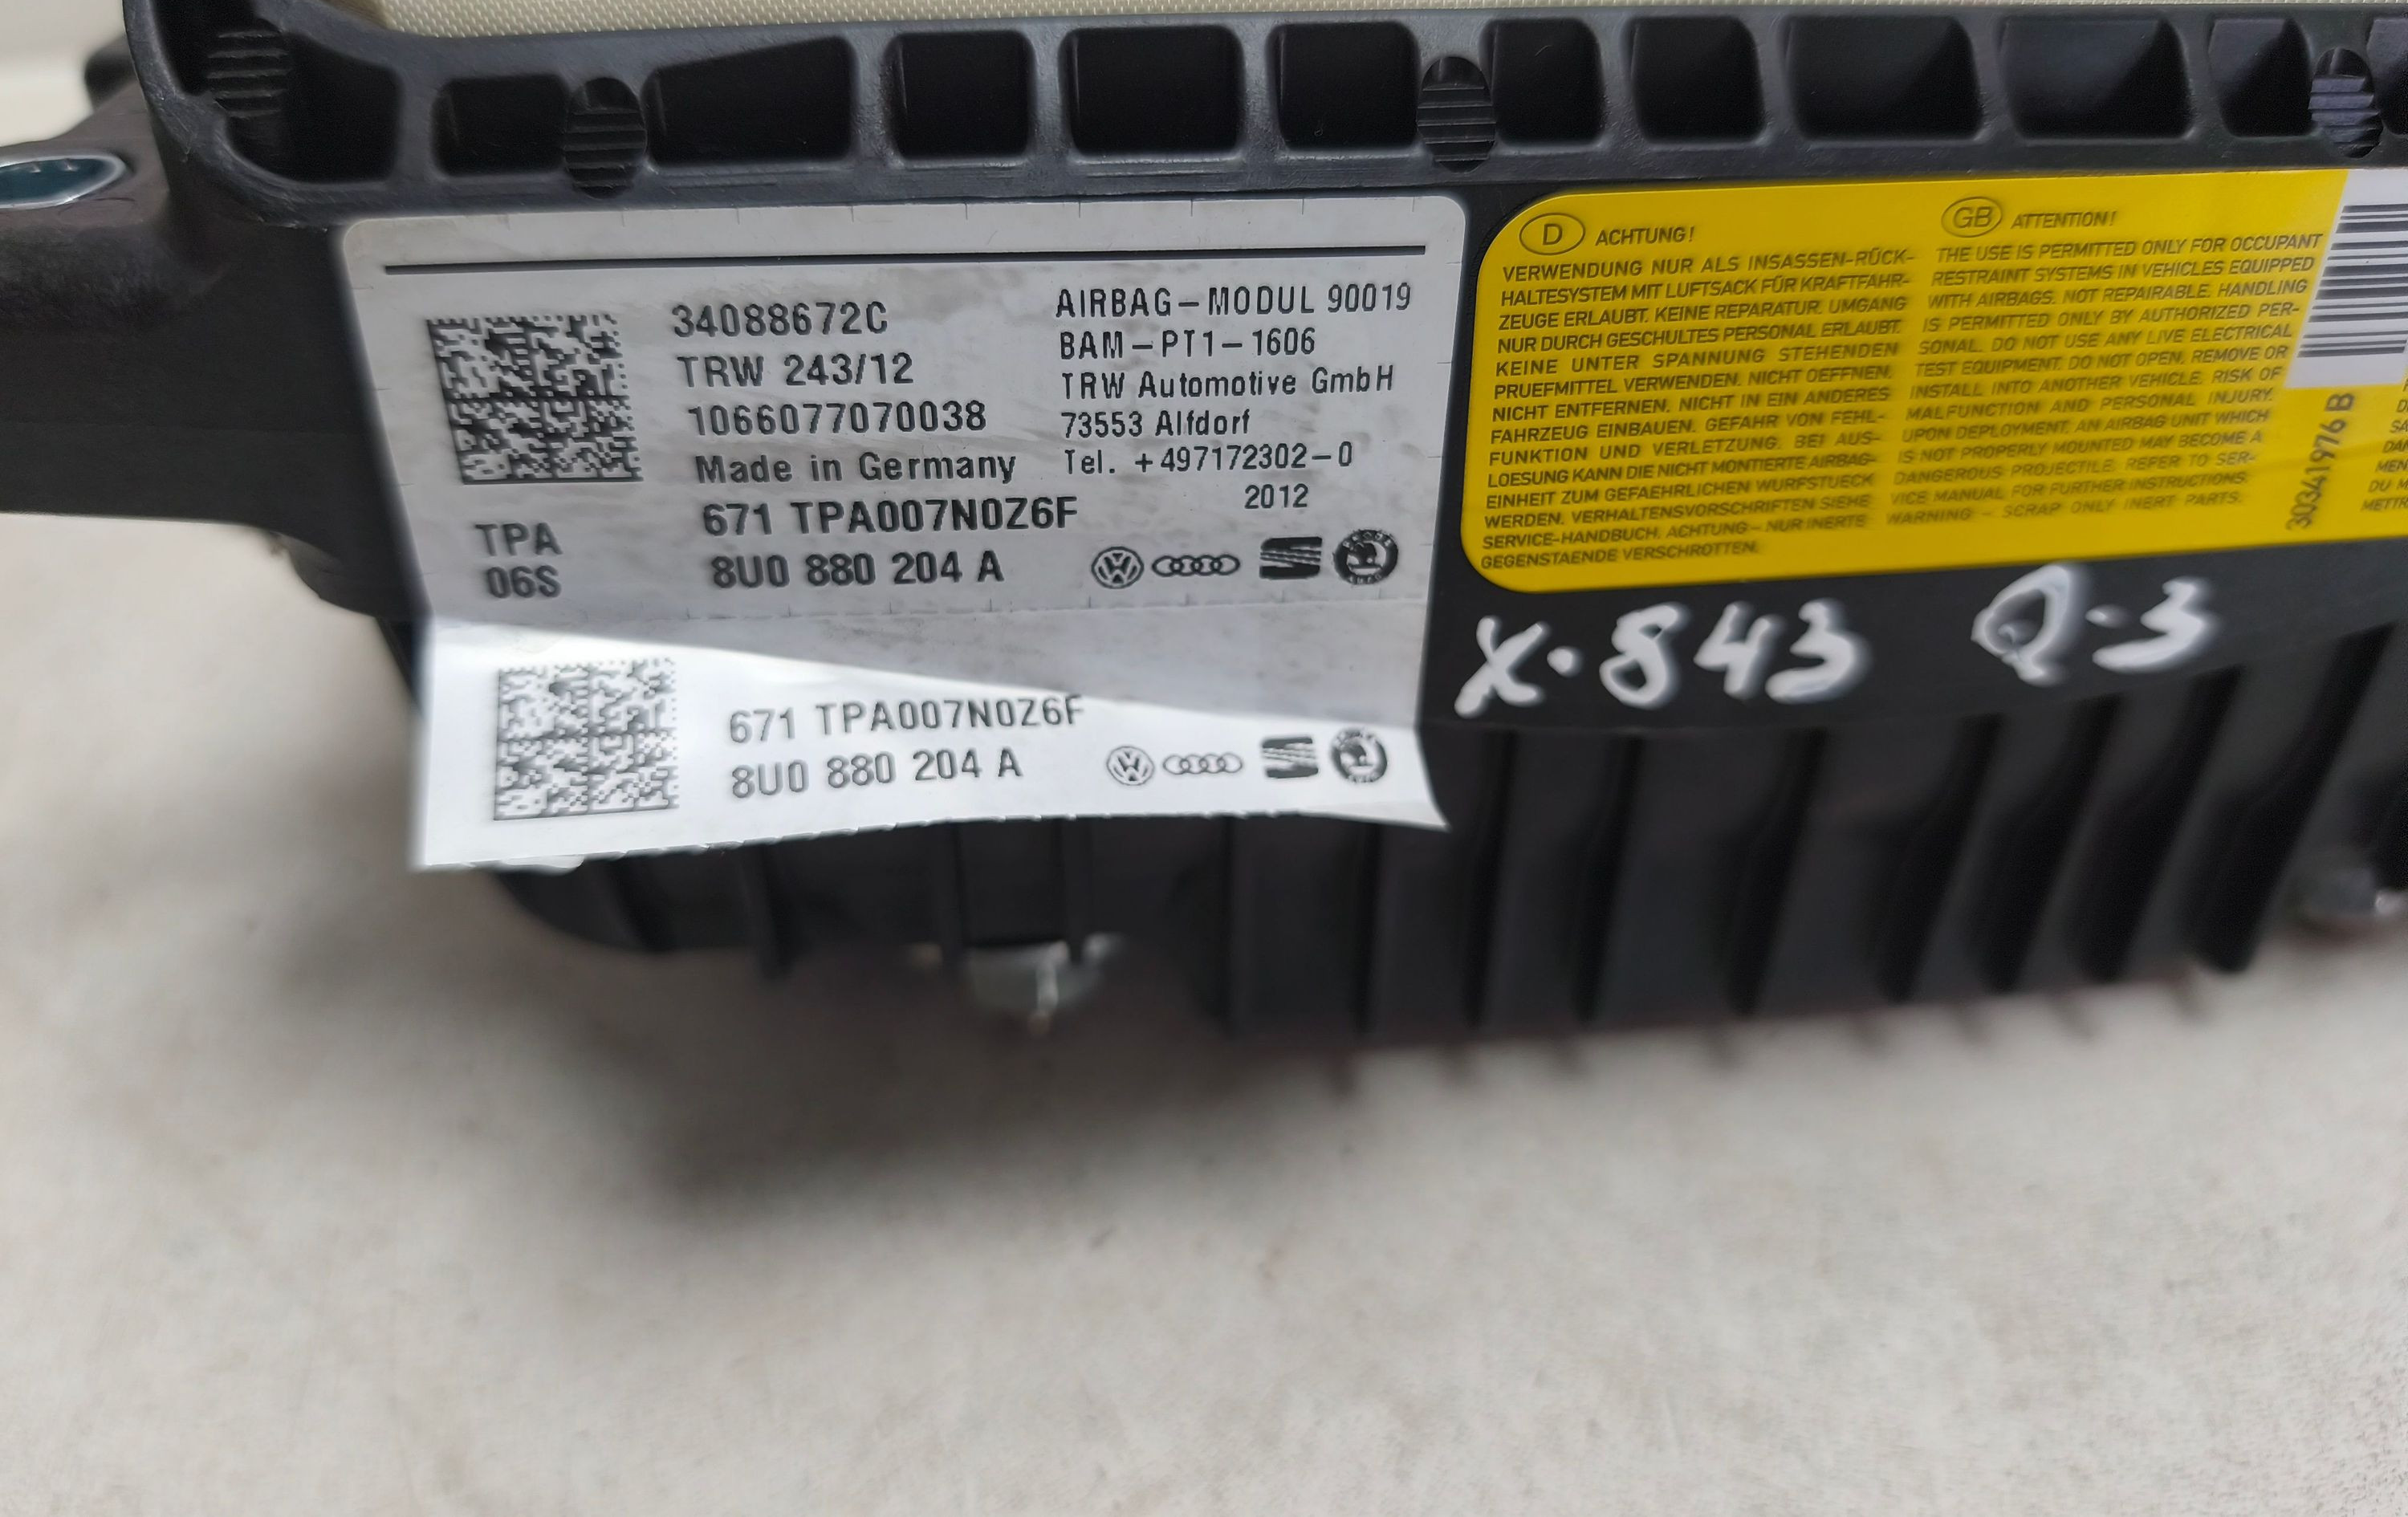 34088672C
TRW 243/12
1066077070038
Made in Germany
671 TPA007N0Z6F
8U0 880 204 A
TPA
06S
AIRBAG-MODUL 90019
BAM-PT1-1606
TRW Automotive GmbH
73553 Alfdorf
Tel. +497172302-0
2012
671 TPA007N0Z6F
8U0 880 204 A
D ACHTUNG!
VERWENDUNG NUR ALS INSASSEN-RÜCK-
HALTESYSTEM MIT LUFTSACK FÜR KRAFTFAHR-
ZEUGE ERLAUBT. KEINE REPARATUR. UMGANG
NUR DURCH GESCHULTES PERSONAL ERLAUBT.
KEINE UNTER SPANNUNG STEHENDEN
PRUEFMITTEL VERWENDEN. NICHT OEFFNEN.
NICHT ENTFERNEN, NICHT IN EIN ANDERES
FAHRZEUG EINBAUEN. GEFAHR VON FEHL-
FUNKTION UND VERLETZUNG. BEI AUS-
LOESUNG KANN DIE NICHT MONTIERTE AIRBAG-
EINHEIT ZUM GEFAEHRLICHEN WURFSTUECK
WERDEN. VERHALTENSVORSCHRIFTEN SIEHE
SERVICE-HANDBUCH. ACHTUNG - NUR INERTE
GEGENSTAENDE VERSCHROTTEN.
GB ATTENTION!
THE USE IS PERMITTED ONLY FOR OCCUPANT
RESTRAINT SYSTEMS IN VEHICLES EQUIPPED
WITH AIRBAGS. NOT REPAIRABLE. HANDLING
IS PERMITTED ONLY BY AUTHORIZED PER-
SONAL. DO NOT USE ANY LIVE ELECTRICAL
TEST EQUIPMENT. DO NOT OPEN, REMOVE OR
INSTALL INTO ANOTHER VEHICLE. RISK OF
MALFUNCTION AND PERSONAL INJURY.
UPON DEPLOYMENT, AN AIRBAG UNIT WHICH
IS NOT PROPERLY MOUNTED MAY BECOME A
DANGEROUS PROJECTILE. REFER TO SER-
VICE MANUAL FOR FURTHER INSTRUCTIONS.
WARNING - SCRAP ONLY INERT PARTS.
30341976 B
X·843 Q·3